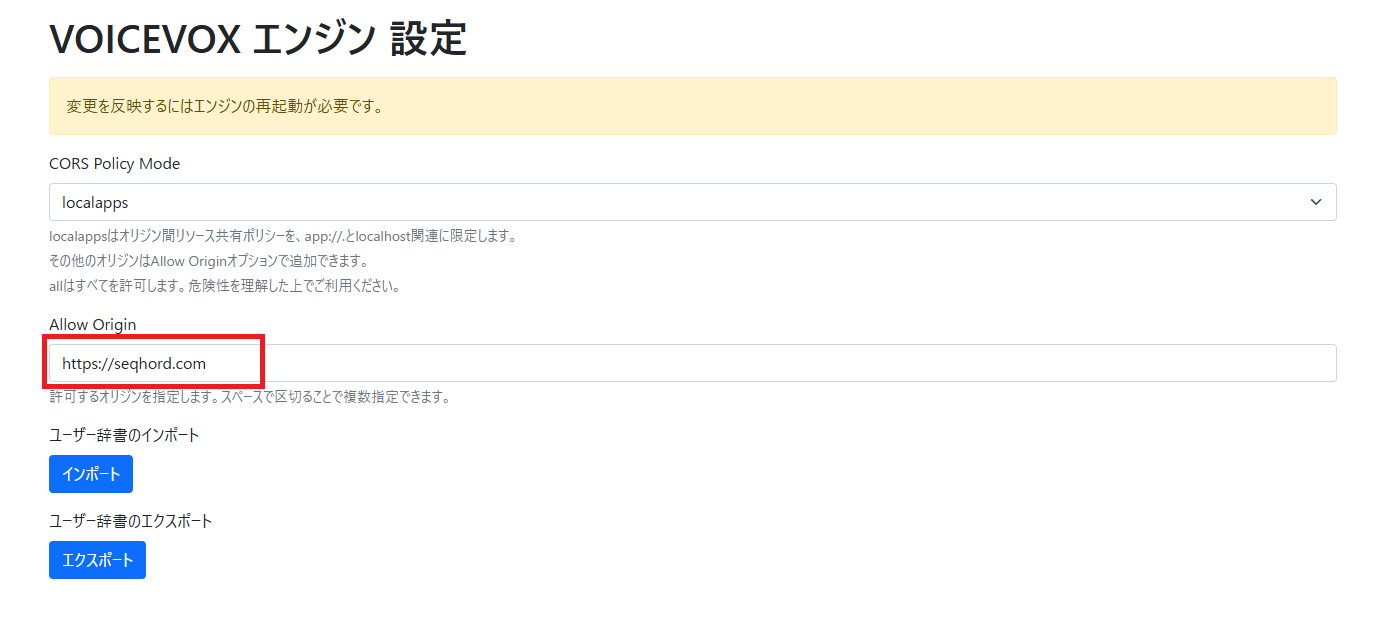 VOICEVOX エンジン 設定
変更を反映するにはエンジンの再起動が必要です。
CORS Policy Mode
localapps
localappsはオリジン間リソース共有ポリシーを、app://.とlocalhost関連に限定します。
その他のオリジンはAllow Originオプションで追加できます。
allはすべてを許可します。危険性を理解した上でご利用ください。
Allow Origin
https://seqhord.com
許可するオリジンを指定します。スペースで区切ることで複数指定できます。
ユーザー辞書のインポート
インポート
ユーザー辞書のエクスポート
エクスポート